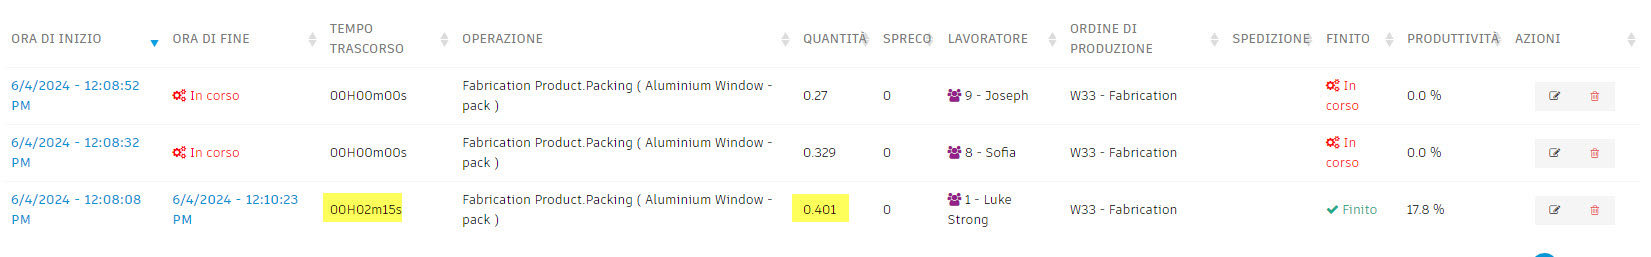 ORA DI INIZIO ORA DI FINE TEMPO TRASCORSO OPERAZIONE QUANTITÀ SPRECO LAVORATORE ORDINE DI PRODUZIONE SPEDIZIONE FINITO PRODUTTIVITÀ AZIONI
6/4/2024 - 12:08:52 PM In corso 00H00m00s Fabrication Product.Packing ( Aluminium Window - pack ) 0.27 0 9 - Joseph W33 - Fabrication In corso 0.0 %
6/4/2024 - 12:08:32 PM In corso 00H00m00s Fabrication Product.Packing ( Aluminium Window - pack ) 0.329 0 8 - Sofia W33 - Fabrication In corso 0.0 %
6/4/2024 - 12:08:08 PM 6/4/2024 - 12:10:23 PM 00H02m15s Fabrication Product.Packing ( Aluminium Window - pack ) 0.401 0 1 - Luke Strong W33 - Fabrication Finito 17.8 %